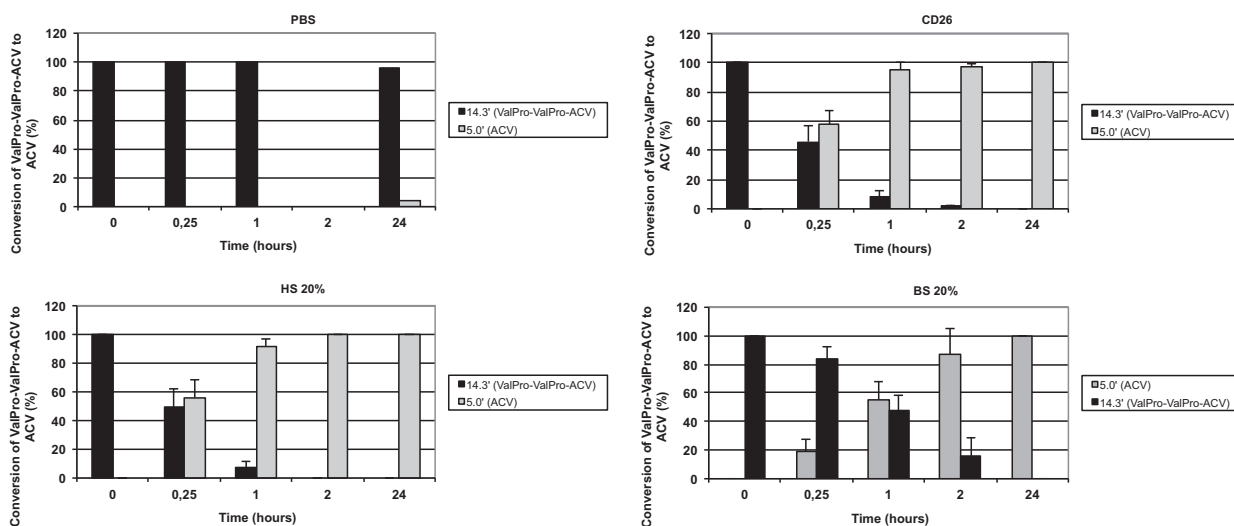 PBS
Conversion of ValPro-ValPro-ACV to
ACV (%)
120
100
80
60
40
20
0
0 0,25 1 2 24
Time (hours)
14.3' (ValPro-ValPro-ACV)
5.0' (ACV)
CD26
Conversion of ValPro-ValPro-ACV to
ACV (%)
120
100
80
60
40
20
0
0 0,25 1 2 24
Time (hours)
14.3' (ValPro-ValPro-ACV)
5.0' (ACV)
HS 20%
Conversion of ValPro-ValPro-ACV to
ACV (%)
120
100
80
60
40
20
0
0 0,25 1 2 24
Time (hours)
14.3' (ValPro-ValPro-ACV)
5.0' (ACV)
BS 20%
Conversion of ValPro-ValPro-ACV to
ACV (%)
120
100
80
60
40
20
0
0 0,25 1 2 24
Time (hours)
5.0' (ACV)
14.3' (ValPro-ValPro-ACV)